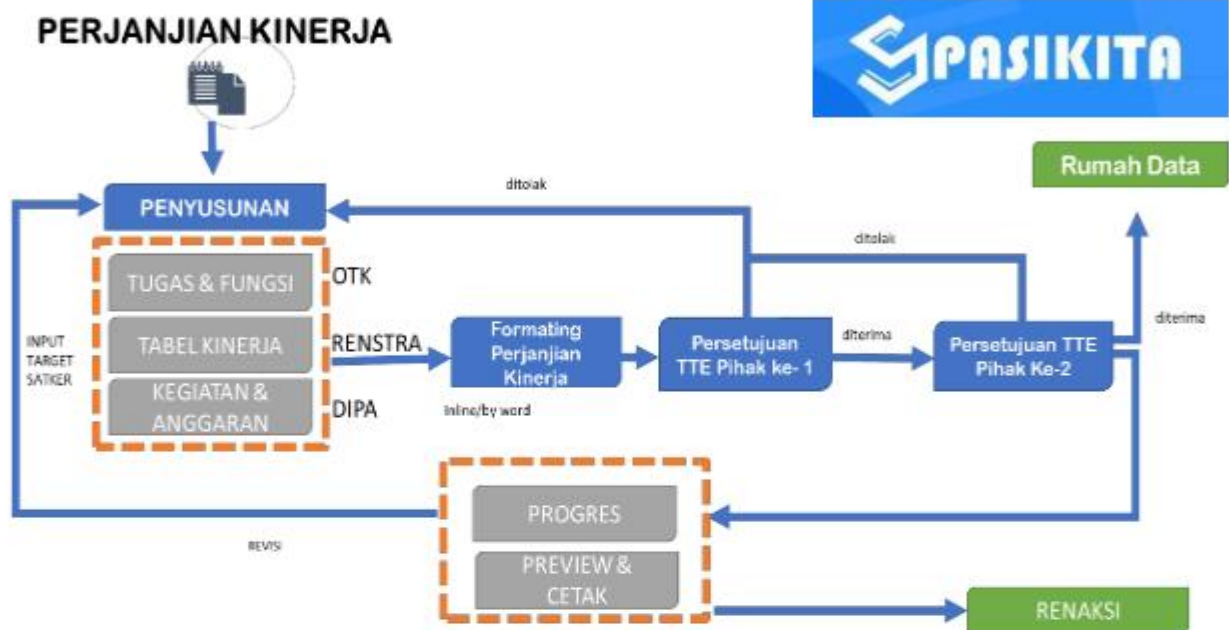 PERJANJIAN KINERJA
SPASIKITA
Rumah Data
PENYUSUNAN
ditolak
ditolak
TUGAS & FUNGSI
OTK
INPUT
TARGET
SATKER
TABEL KINERJA
RENSTRA
KEGIATAN &
ANGGARAN
DIPA
Formating
Perjanjian
Kinerja
Inline/by word
Persetujuan
TTE Pihak ke- 1
diterima
Persetujuan TTE
Pihak Ke-2
diterima
PROGRES
REVISI
PREVIEW &
CETAK
RENAKSI